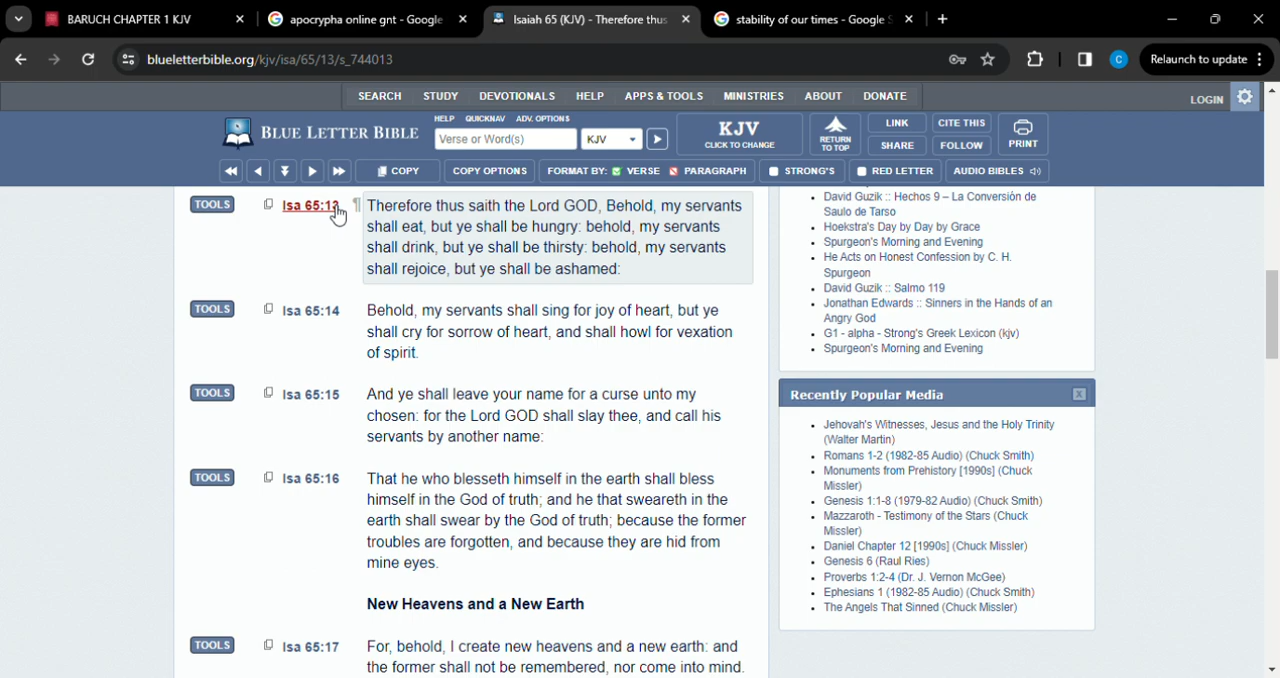 BARUCH CHAPTER 1 KJV
apocrypha online gnt - Google
Isaiah 65 (KJV) - Therefore thus
stability of our times - Google S
blueletterbible.org/kjv/isa/65/13/s_744013
C
Relaunch to update
SEARCH STUDY DEVOTIONALS HELP APPS & TOOLS MINISTRIES ABOUT DONATE
LOGIN
BLUE LETTER BIBLE
HELP QUICKNAV ADV. OPTIONS
Verse or Word(s)
KJV
KJV
CLICK TO CHANGE
RETURN
TO TOP
LINK
CITE THIS
SHARE
FOLLOW
PRINT
COPY
COPY OPTIONS
FORMAT BY: VERSE PARAGRAPH
STRONG'S
RED LETTER
AUDIO BIBLES
TOOLS
Isa 65:13
¶
Therefore thus saith the Lord GOD, Behold, my servants
shall eat, but ye shall be hungry: behold, my servants
shall drink, but ye shall be thirsty: behold, my servants
shall rejoice, but ye shall be ashamed:
TOOLS
Isa 65:14
Behold, my servants shall sing for joy of heart, but ye
shall cry for sorrow of heart, and shall howl for vexation
of spirit.
TOOLS
Isa 65:15
And ye shall leave your name for a curse unto my
chosen: for the Lord GOD shall slay thee, and call his
servants by another name:
TOOLS
Isa 65:16
That he who blesseth himself in the earth shall bless
himself in the God of truth; and he that sweareth in the
earth shall swear by the God of truth; because the former
troubles are forgotten, and because they are hid from
mine eyes.
New Heavens and a New Earth
TOOLS
Isa 65:17
For, behold, I create new heavens and a new earth: and
the former shall not be remembered, nor come into mind.
David Guzik :: Hechos 9 – La Conversión de
Saulo de Tarso
Hoekstra's Day by Day by Grace
Spurgeon's Morning and Evening
He Acts on Honest Confession by C. H.
Spurgeon
David Guzik :: Salmo 119
Jonathan Edwards :: Sinners in the Hands of an
Angry God
G1 - alpha - Strong's Greek Lexicon (kjv)
Spurgeon's Morning and Evening
Recently Popular Media
x
Jehovah's Witnesses, Jesus and the Holy Trinity
(Walter Martin)
Romans 1-2 (1982-85 Audio) (Chuck Smith)
Monuments from Prehistory [1990s] (Chuck
Missler)
Genesis 1:1-8 (1979-82 Audio) (Chuck Smith)
Mazzaroth - Testimony of the Stars (Chuck
Missler)
Daniel Chapter 12 [1990s] (Chuck Missler)
Genesis 6 (Raul Ries)
Proverbs 1:2-4 (Dr. J. Vernon McGee)
Ephesians 1 (1982-85 Audio) (Chuck Smith)
The Angels That Sinned (Chuck Missler)